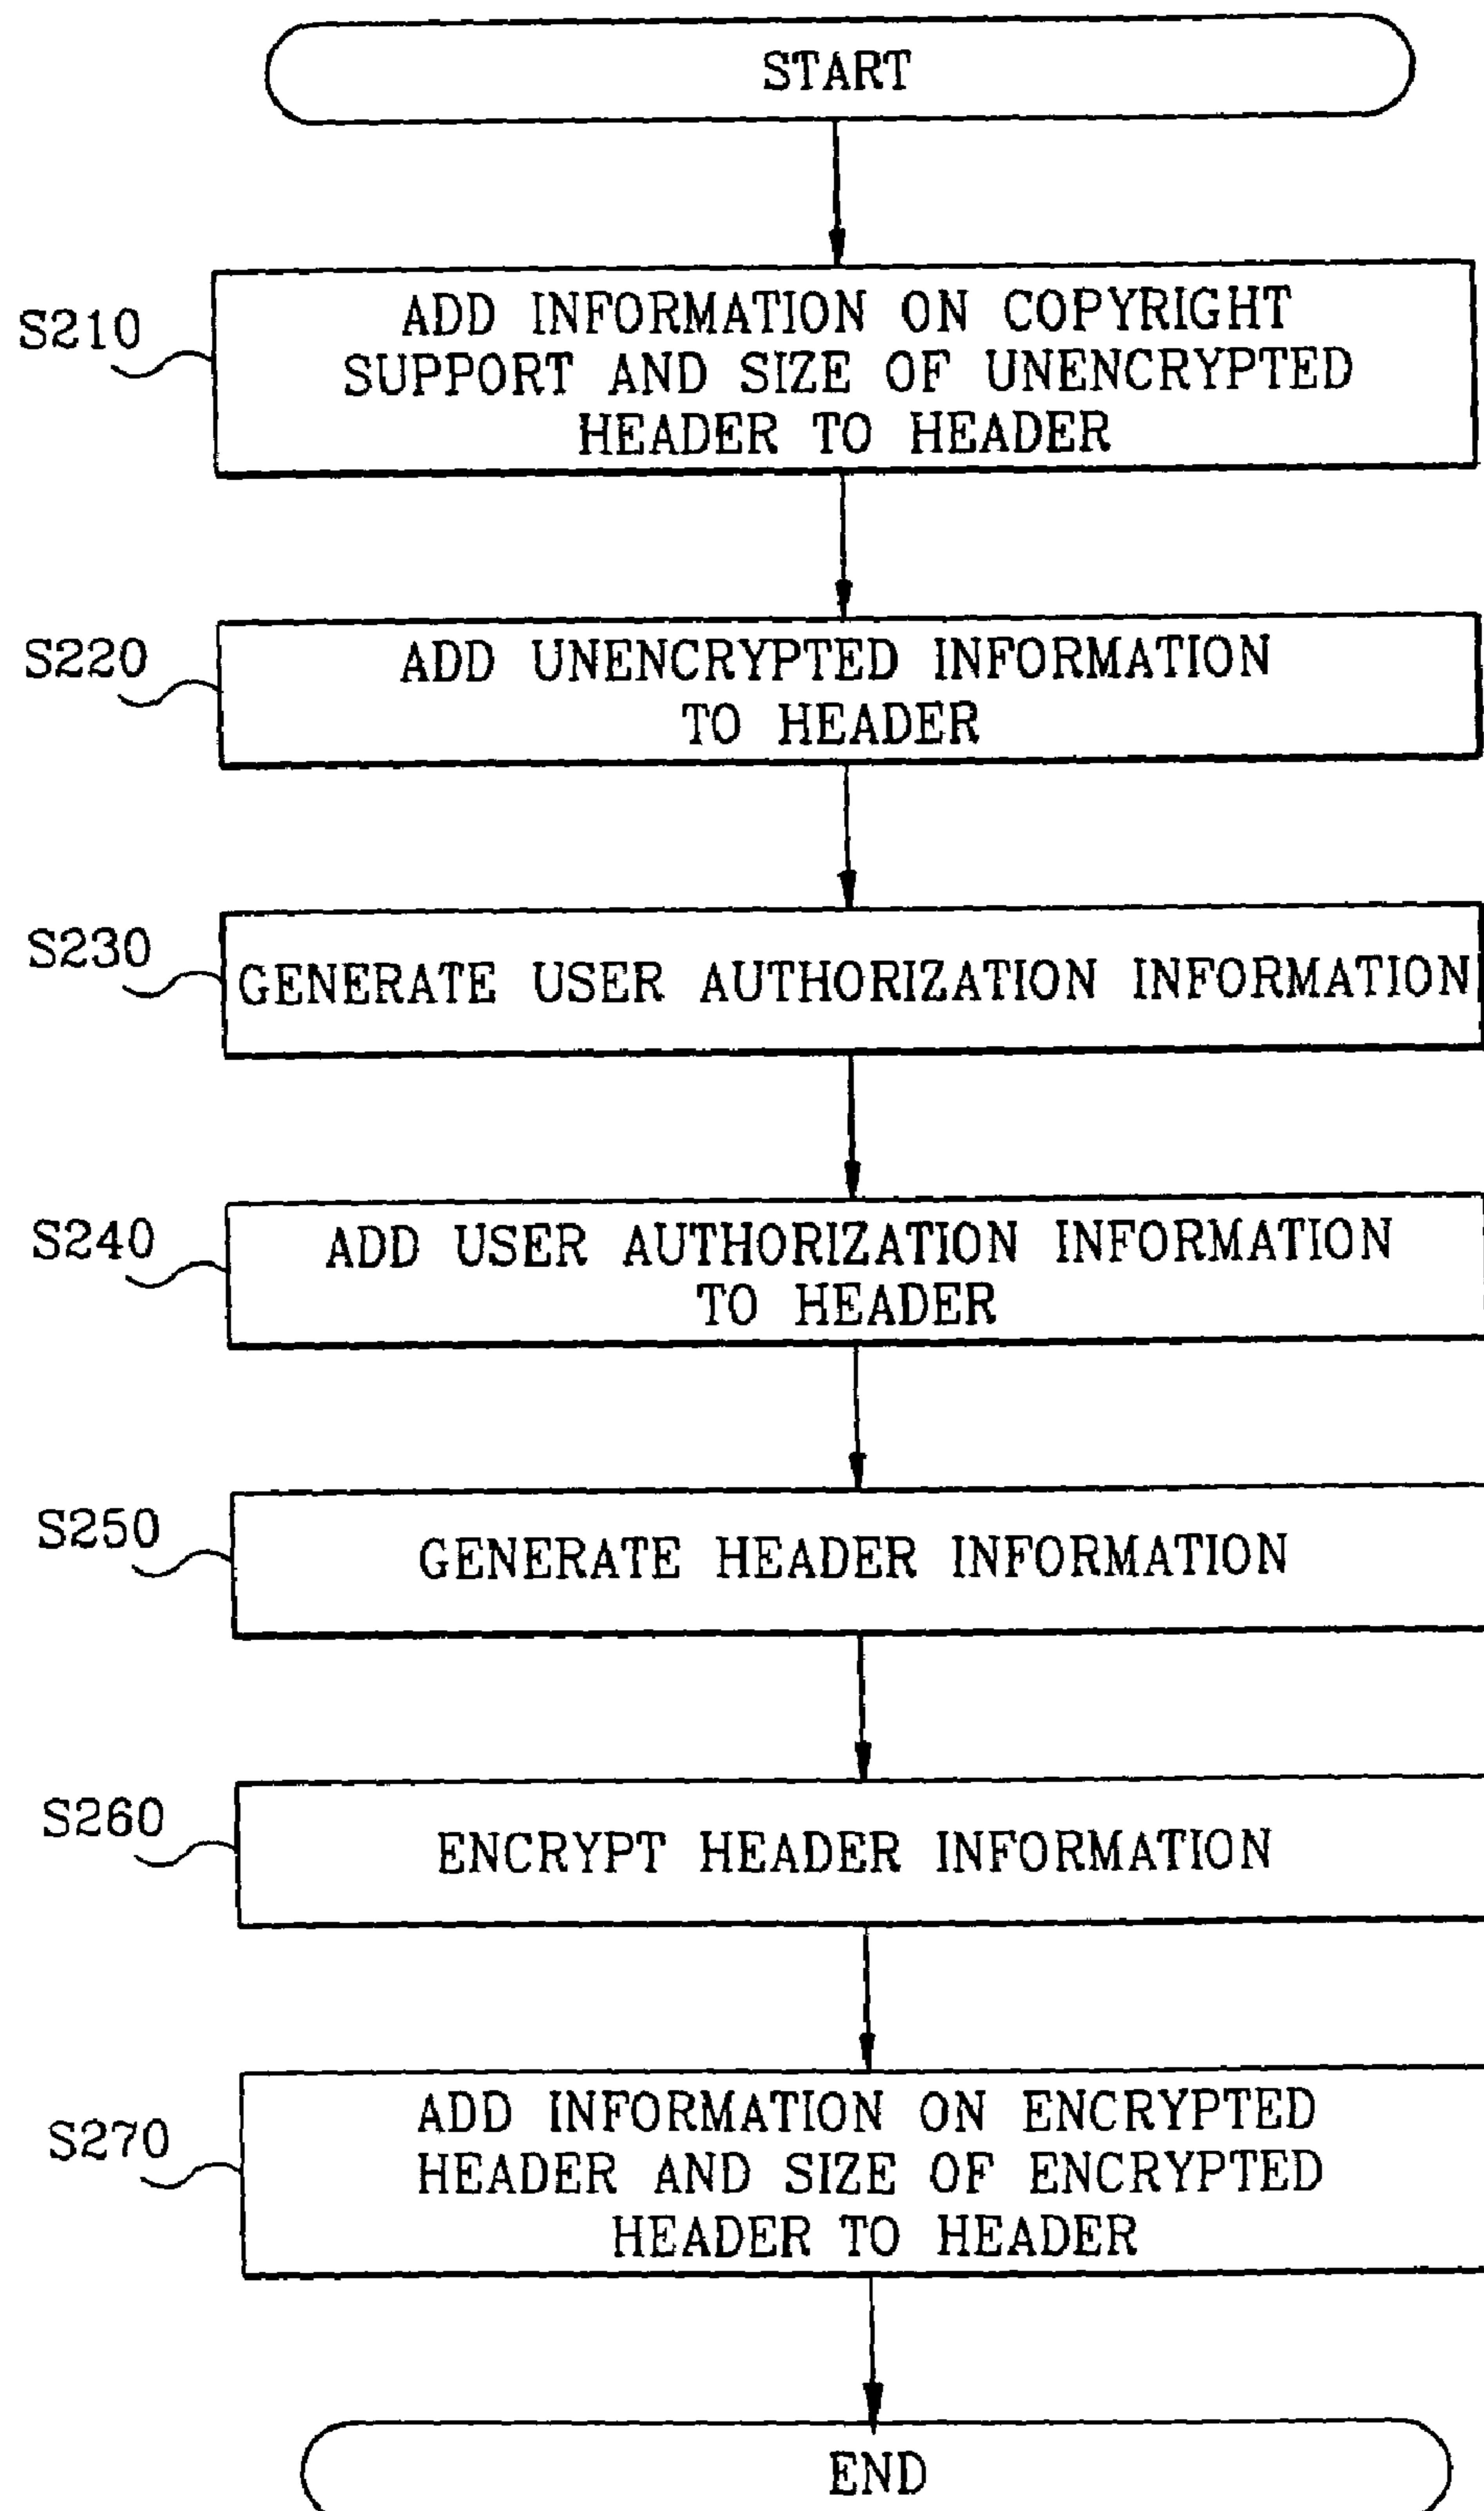 START
S210
ADD INFORMATION ON COPYRIGHT
SUPPORT AND SIZE OF UNENCRYPTED
HEADER TO HEADER
S220
ADD UNENCRYPTED INFORMATION
TO HEADER
S230
GENERATE USER AUTHORIZATION INFORMATION
S240
ADD USER AUTHORIZATION INFORMATION
TO HEADER
S250
GENERATE HEADER INFORMATION
S260
ENCRYPT HEADER INFORMATION
S270
ADD INFORMATION ON ENCRYPTED
HEADER AND SIZE OF ENCRYPTED
HEADER TO HEADER
END